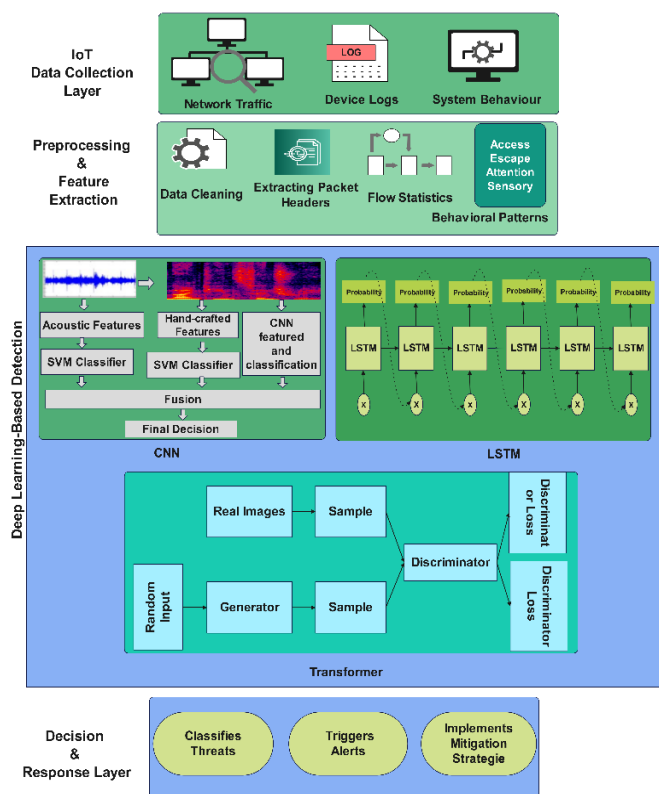 IoT
Data Collection
Layer
LOG
Network Traffic
Device Logs
System Behaviour
Preprocessing
&
Feature
Extraction
Data Cleaning
Extracting Packet
Headers
Flow Statistics
Access
Escape
Attention
Sensory
Behavioral Patterns
Deep Learning-Based Detection
Acoustic Features
Hand-crafted
Features
CNN
featured
and
classification
SVM Classifier
SVM Classifier
Fusion
Final Decision
CNN
Probability
Probability
Probability
Probability
Probability
Probability
LSTM
LSTM
LSTM
LSTM
LSTM
LSTM
X
X
X
X
X
X
LSTM
Real Images
Sample
Discriminat
or Loss
Discriminator
Random
Input
Generator
Sample
Discriminator
Loss
Transformer
Decision
&
Response Layer
Classifies
Threats
Triggers
Alerts
Implements
Mitigation
Strategie